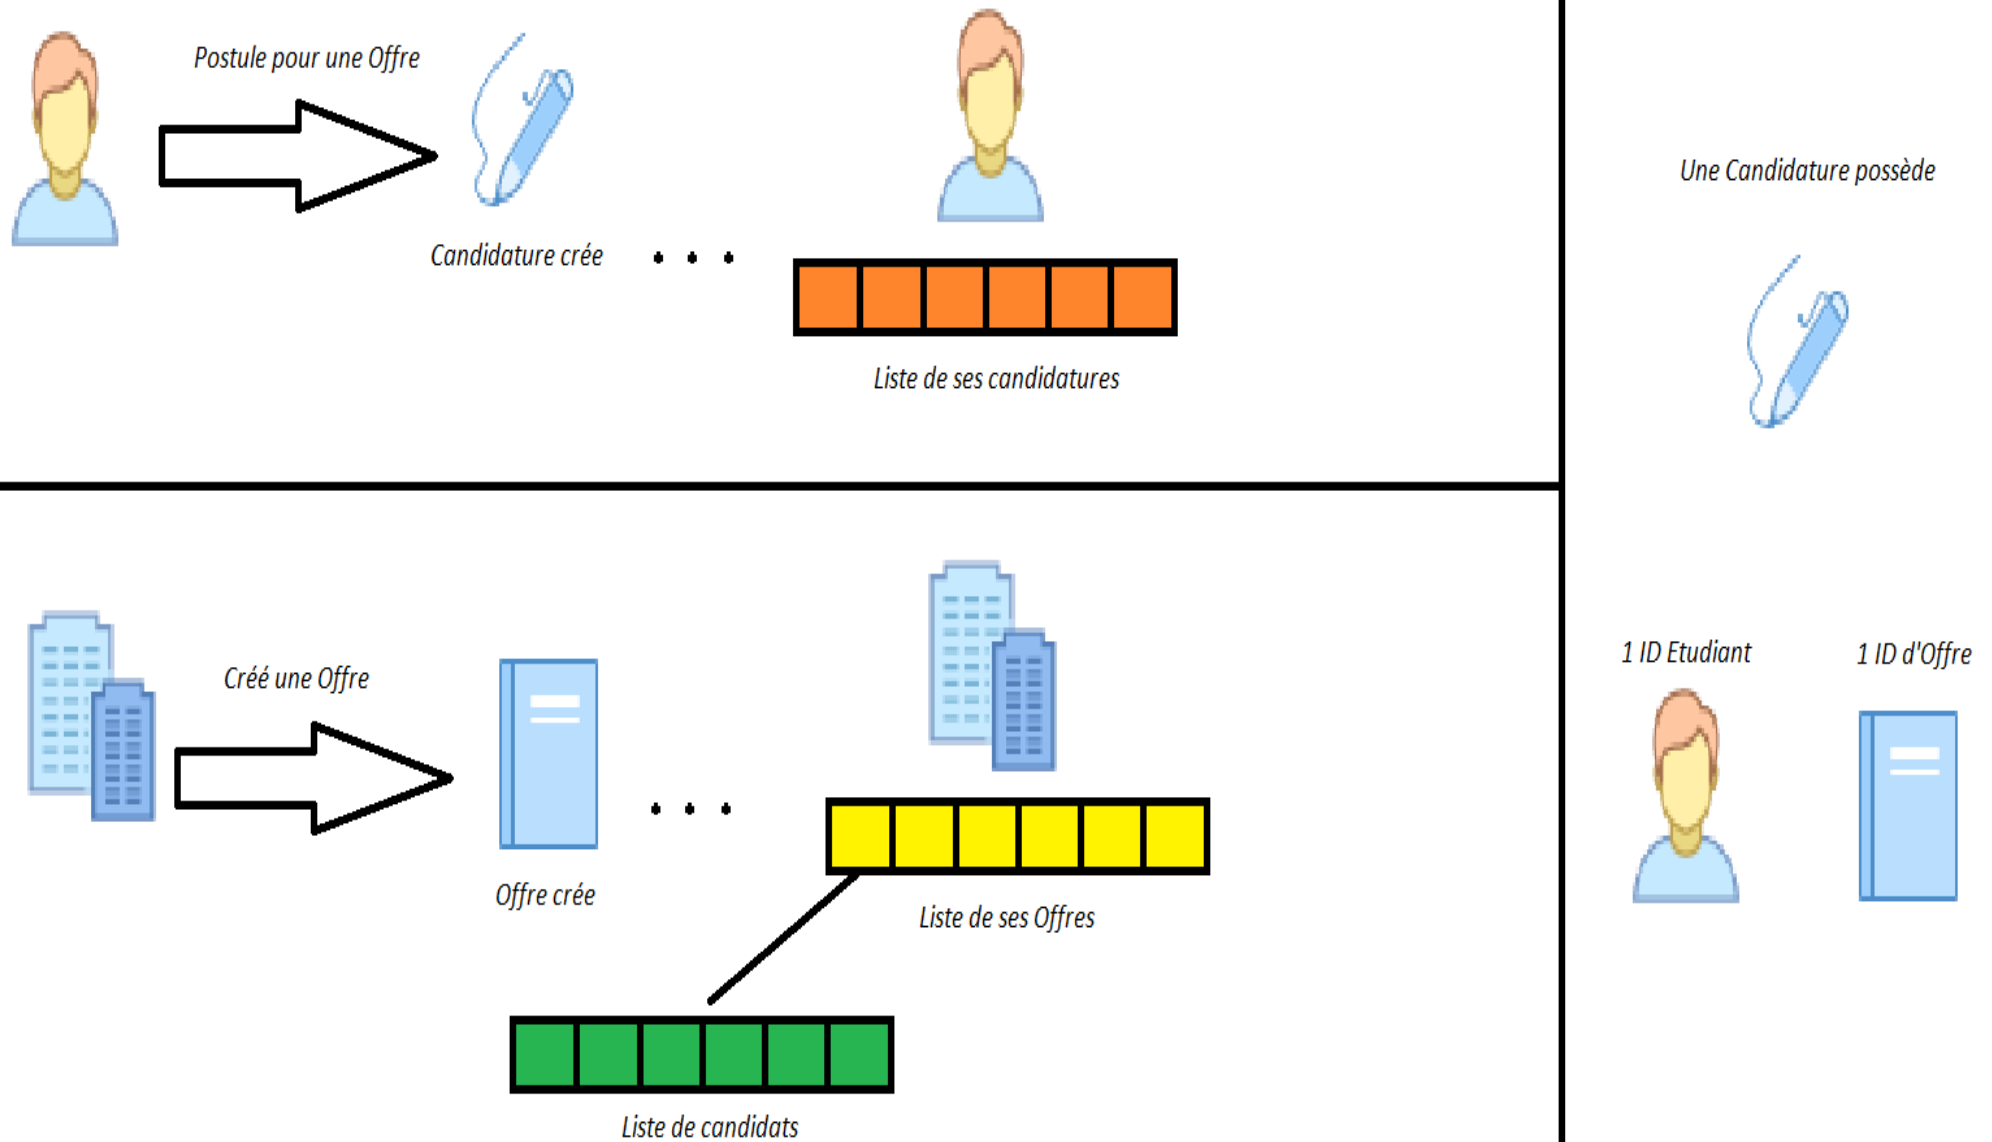 Postule pour une Offre
Candidature crée
Liste de ses candidatures
Créé une Offre
Offre crée
Liste de ses Offres
Liste de candidats
Une Candidature possède
1 ID Etudiant
1 ID d'Offre